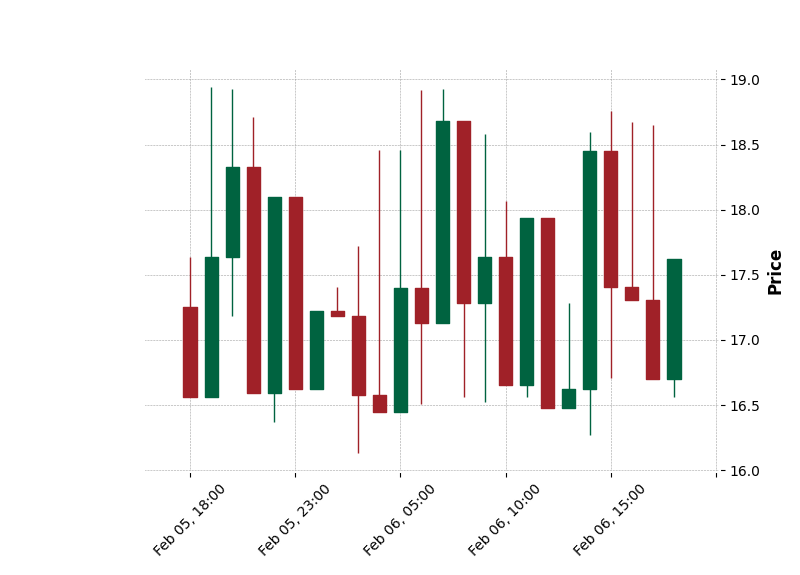 19.0
18.5
18.0
17.5
17.0
16.5
16.0
Price
Feb 05, 18:00
Feb 05, 23:00
Feb 06, 05:00
Feb 06, 10:00
Feb 06, 15:00